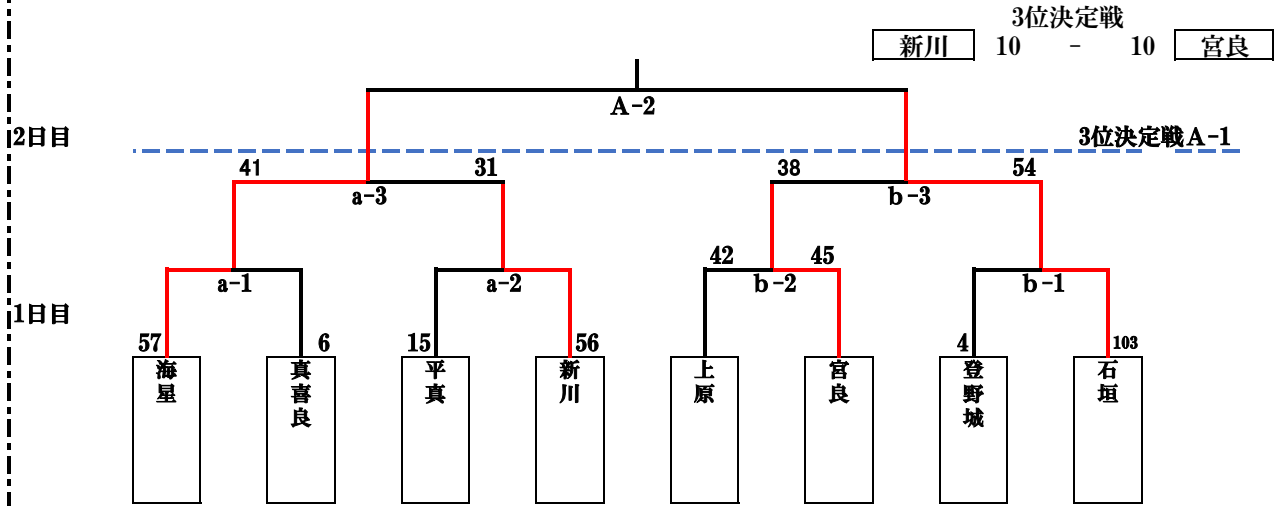 3位決定戦
新川 10 - 10 宮良
A-2
2日目
3位決定戦A-1
41 31 38 54
a-3 b-3
42 45
a-1 a-2 b-2 b-1
1日目
57 6 15 56 4 103
海星
真喜良
平真
新川
上原
宮良
登野城
石垣